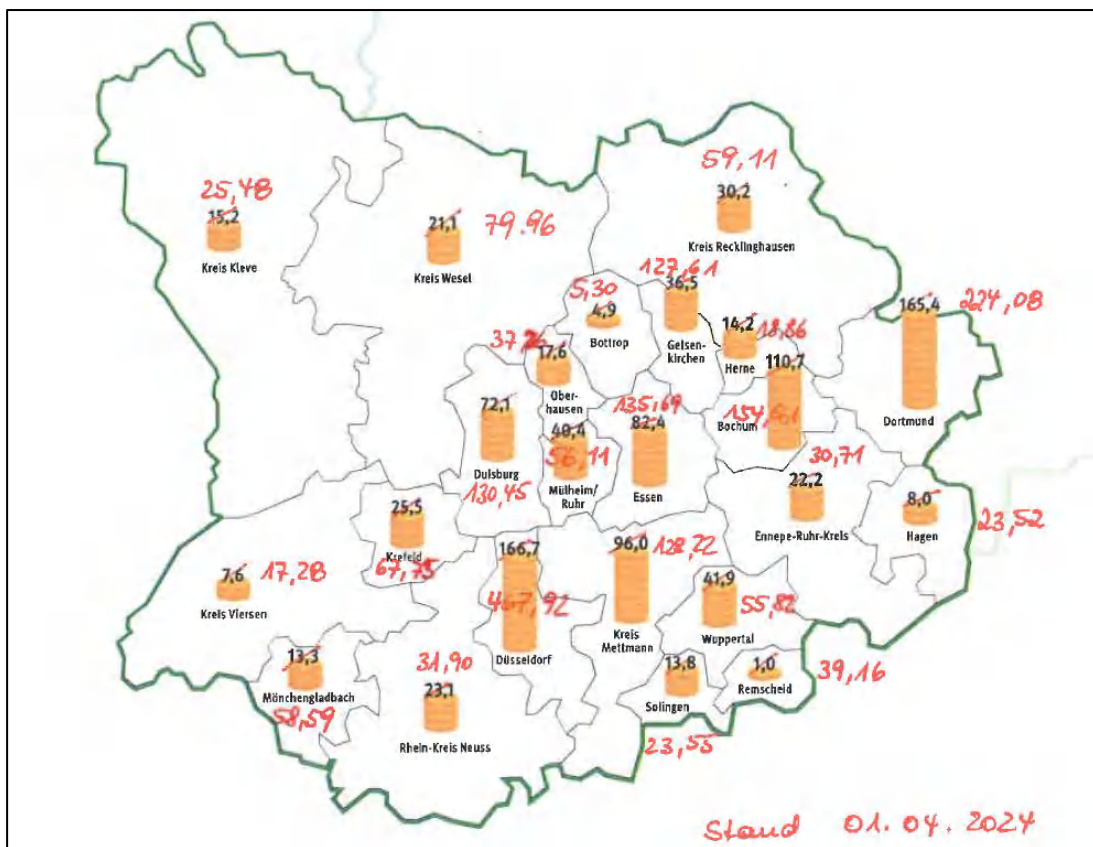 59,11
30,2
Kreis Recklinghausen
25,48
15,2
Kreis Kleve
21,1
79.96
Kreis Wesel
127,61
36,5
Gelsen-
kirchen
5,30
4,9
Bottrop
14,2
18,86
Herne
165,4
224,08
Dortmund
17,6
Ober-
hausen
110,7
Bochum
72,1
Duisburg
130,45
40,4
56,11
Mülheim/
Ruhr
135,69
82,4
Essen
30,71
22,2
Ennepe-Ruhr-Kreis
8,0
Hagen
23,52
25,5
Krefeld
67,75
7,6
17,28
Kreis Viersen
166,7
467,92
Düsseldorf
96,0
128,22
Kreis
Mettmann
41,9
55,82
Wuppertal
13,3
Mönchengladbach
58,59
31,90
23,1
Rhein-Kreis Neuss
13,8
Solingen
23,55
1,0
Remscheid
39,16
Stand 01.04.2024